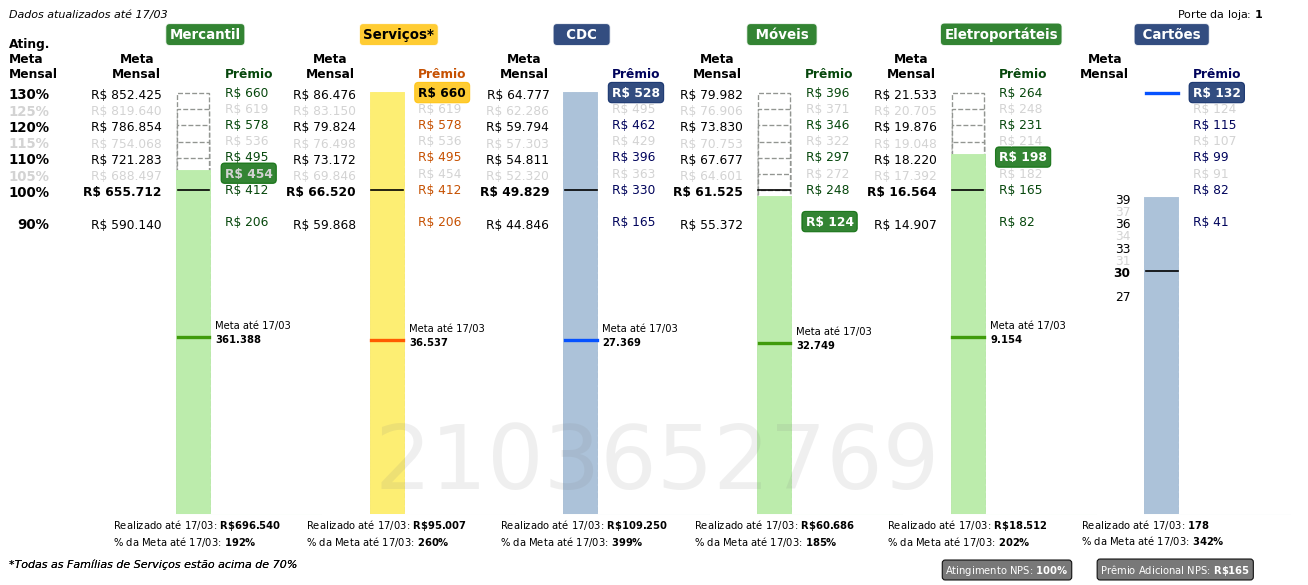 Dados atualizados até 17/03 Porte da loja: 1
Mercantil Serviços* CDC Móveis Eletroportáteis Cartões
Ating.
Meta Meta Meta Meta Meta Meta Meta
Mensal Mensal Prêmio Mensal Prêmio Mensal Prêmio Mensal Prêmio Mensal Prêmio Mensal Prêmio
130% R$ 852.425 R$ 660 R$ 86.476 R$ 660 R$ 64.777 R$ 528 R$ 79.982 R$ 396 R$ 21.533 R$ 264 R$ 132
125% R$ 819.640 R$ 619 R$ 83.150 R$ 619 R$ 62.286 R$ 495 R$ 76.906 R$ 371 R$ 20.705 R$ 248 R$ 124
120% R$ 786.854 R$ 578 R$ 79.824 R$ 578 R$ 59.794 R$ 462 R$ 73.830 R$ 346 R$ 19.876 R$ 231 R$ 115
115% R$ 754.068 R$ 536 R$ 76.498 R$ 536 R$ 57.303 R$ 429 R$ 70.753 R$ 322 R$ 19.048 R$ 214 R$ 107
110% R$ 721.283 R$ 495 R$ 73.172 R$ 495 R$ 54.811 R$ 396 R$ 67.677 R$ 297 R$ 18.220 R$ 198 R$ 99
105% R$ 688.497 R$ 454 R$ 69.846 R$ 454 R$ 52.320 R$ 363 R$ 64.601 R$ 272 R$ 17.392 R$ 182 R$ 91
100% R$ 655.712 R$ 412 R$ 66.520 R$ 412 R$ 49.829 R$ 330 R$ 61.525 R$ 248 R$ 16.564 R$ 165 R$ 82
39
37
90% R$ 590.140 R$ 206 R$ 59.868 R$ 206 R$ 44.846 R$ 165 R$ 55.372 R$ 124 R$ 14.907 R$ 82 36 R$ 41
34
33
31
30
27
Meta até 17/03 Meta até 17/03 Meta até 17/03 Meta até 17/03 Meta até 17/03
361.388 36.537 27.369 32.749 9.154
2103652769
Realizado até 17/03: R$696.540 Realizado até 17/03: R$95.007 Realizado até 17/03: R$109.250 Realizado até 17/03: R$60.686 Realizado até 17/03: R$18.512 Realizado até 17/03: 178
% da Meta até 17/03: 192% % da Meta até 17/03: 260% % da Meta até 17/03: 399% % da Meta até 17/03: 185% % da Meta até 17/03: 202% % da Meta até 17/03: 342%
*Todas as Famílias de Serviços estão acima de 70% Atingimento NPS: 100% Prêmio Adicional NPS: R$165